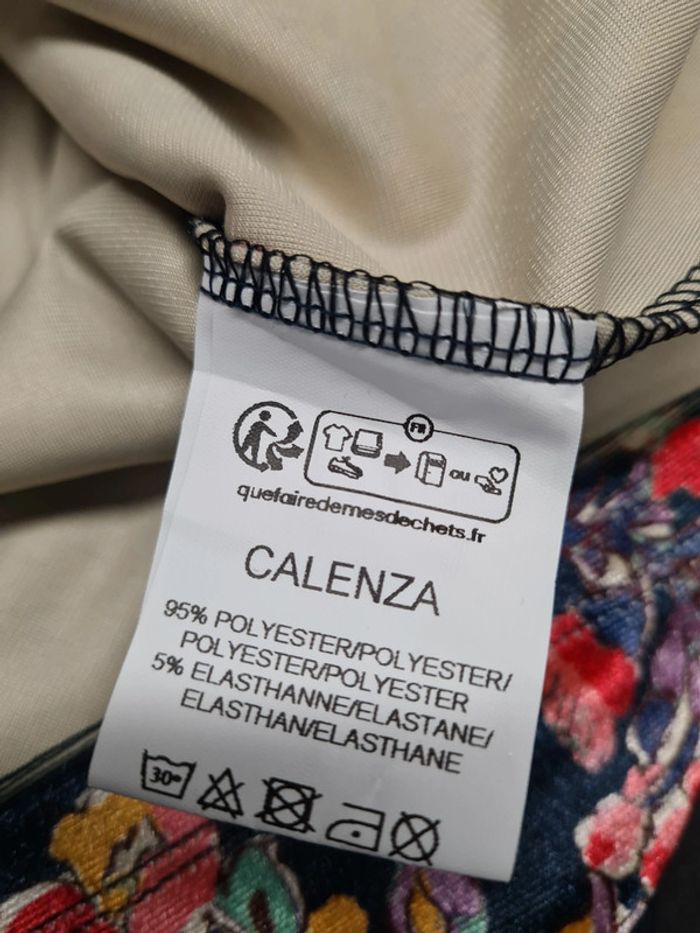 FR
ou
quefairedemesdechets.fr
CALENZA
95% POLYESTER/POLYESTER/
POLYESTER/POLYESTER
5% ELASTHANNE/ELASTANE/
ELASTHAN/ELASTHANE
30°